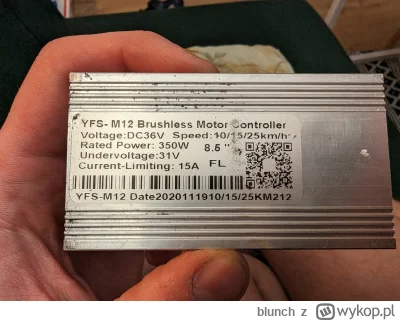 YFS- M12 Brushless Motor Controller
Voltage:DC36V Speed:10/15/25km/hr
Rated Power: 350W 8.5"
Undervoltage:31V
Current-Limiting: 15A FL
YFS-M12 Date2020111910/15/25KM212
blunch z wykop.pl